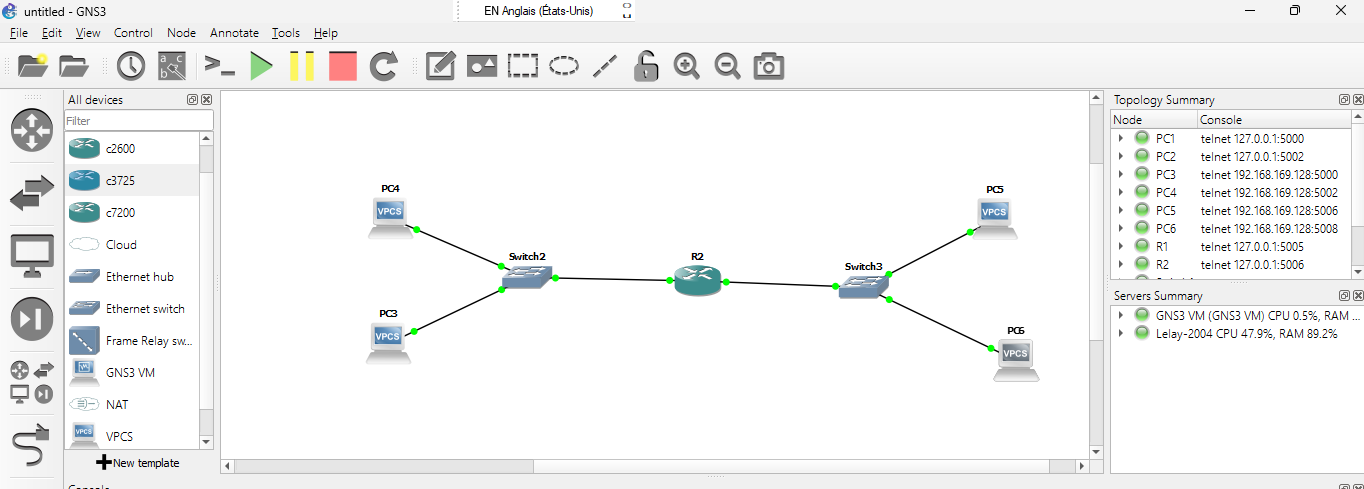 untitled - GNS3
EN Anglais (États-Unis)
File Edit View Control Node Annotate Tools Help
All devices
Filter
c2600
c3725
c7200
Cloud
Ethernet hub
Ethernet switch
Frame Relay sw...
GNS3 VM
NAT
VPCS
New template
PC4
VPCS
Switch2
PC3
VPCS
R2
Switch3
PC5
VPCS
PC6
VPCS
Topology Summary
Node Console
PC1 telnet 127.0.0.1:5000
PC2 telnet 127.0.0.1:5002
PC3 telnet 192.168.169.128:5000
PC4 telnet 192.168.169.128:5002
PC5 telnet 192.168.169.128:5006
PC6 telnet 192.168.169.128:5008
R1 telnet 127.0.0.1:5005
R2 telnet 127.0.0.1:5006
Servers Summary
GNS3 VM (GNS3 VM) CPU 0.5%, RAM ...
Lelay-2004 CPU 47.9%, RAM 89.2%
Console